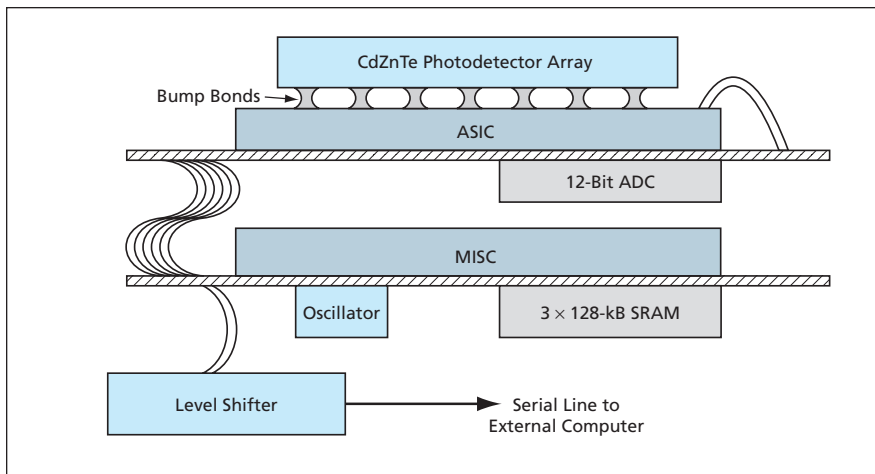 CdZnTe Photodetector Array
Bump Bonds
ASIC
12-Bit ADC
MISC
Oscillator
3 × 128-kB SRAM
Level Shifter
Serial Line to
External Computer